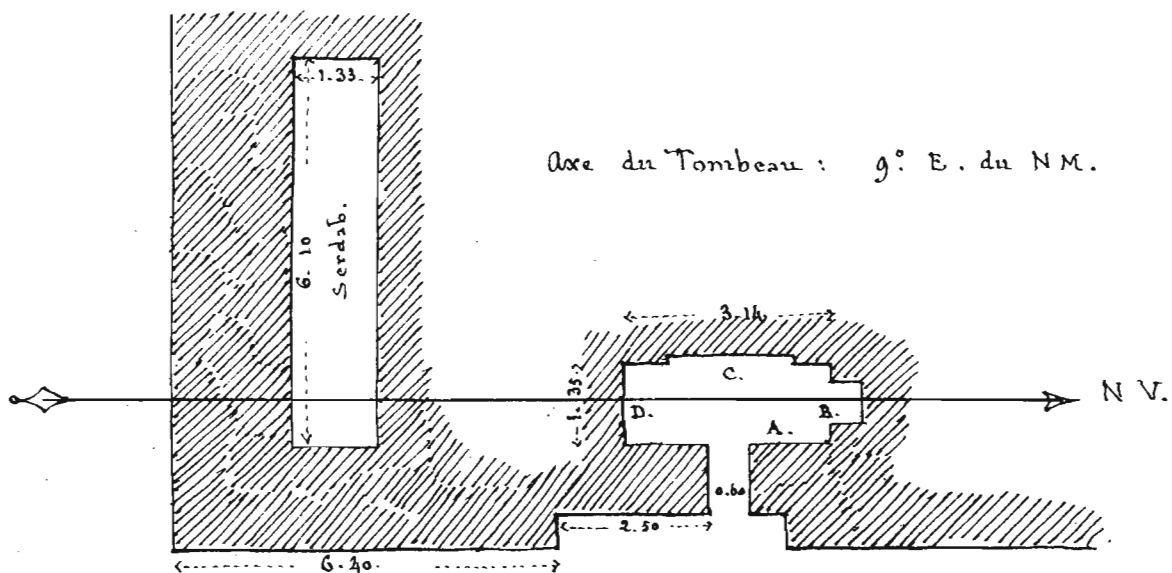 1.33.
6.10
Serdab.
Axe du Tombeau : 9° E. du N M.
3.14
1.35
C.
D.
B.
A.
N V.
0.60
2.50
6.40